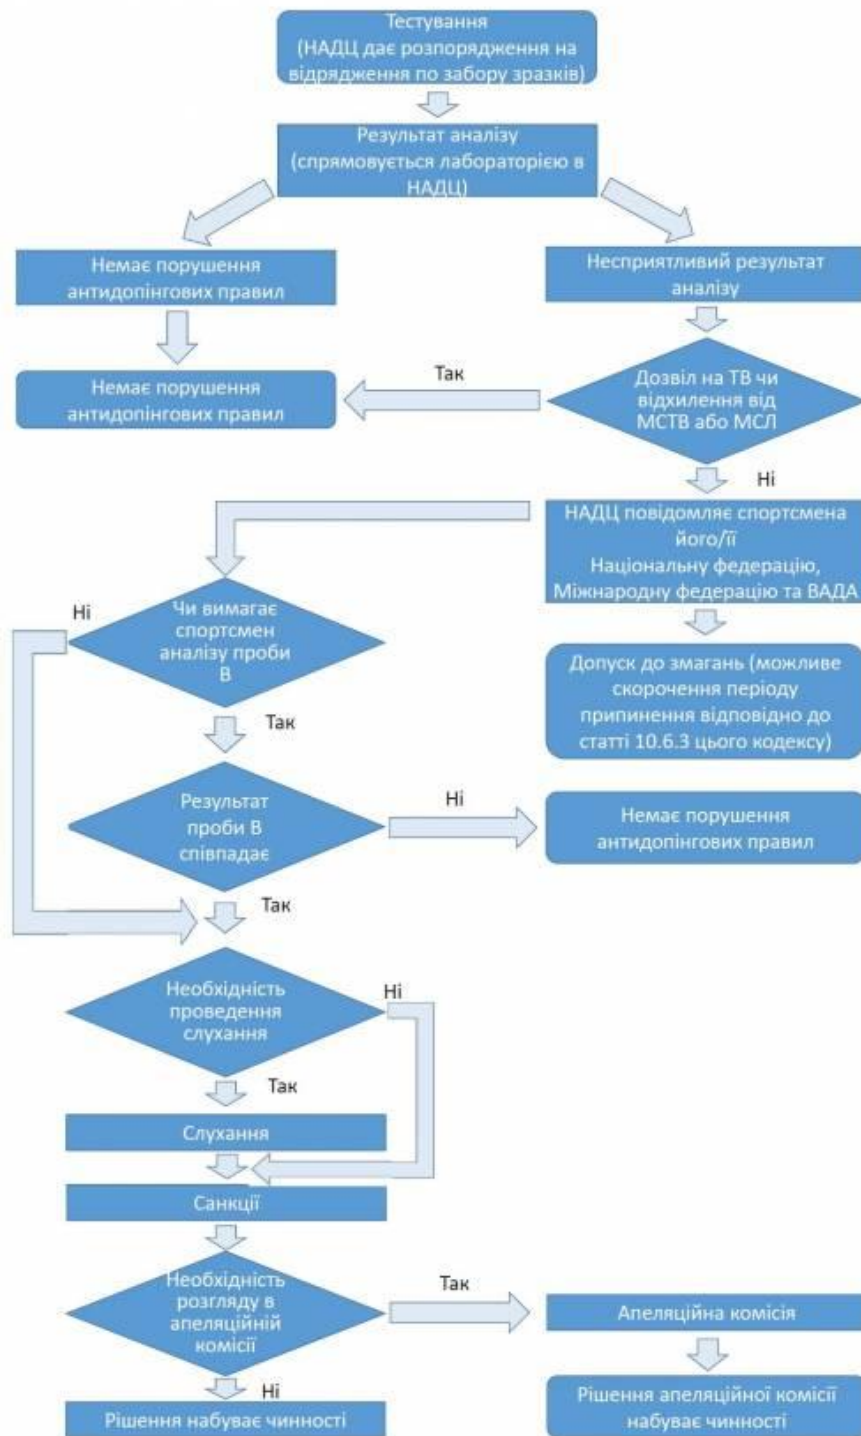 Тестування
(НАДЦ дає розпорядження на
відрядження по забору зразків)
Результат аналізу
(спрямовується лабораторією в
НАДЦ)
Немає порушення
антидопінгових правил
Несприятливий результат
аналізу
Немає порушення
антидопінгових правил
Так
Дозвіл на ТВ чи
відхилення від
МСТВ або МСЛ
Ні
НАДЦ повідомляє спортсмена
його/її
Національну федерацію,
Міжнародну федерацію та ВАДА
Ні
Чи вимагає
спортсмен
аналізу проби
В
Допуск до змагань (можливе
скорочення періоду
припинення відповідно до
статті 10.6.3 цього кодексу)
Так
Результат
проби В
співпадає
Ні
Немає порушення
антидопінгових правил
Так
Необхідність
проведення
слухання
Ні
Так
Слухання
Санкції
Необхідність
розгляду в
апеляційній
комісії
Так
Апеляційна комісія
Ні
Рішення набуває чинності
Рішення апеляційної комісії
набуває чинності